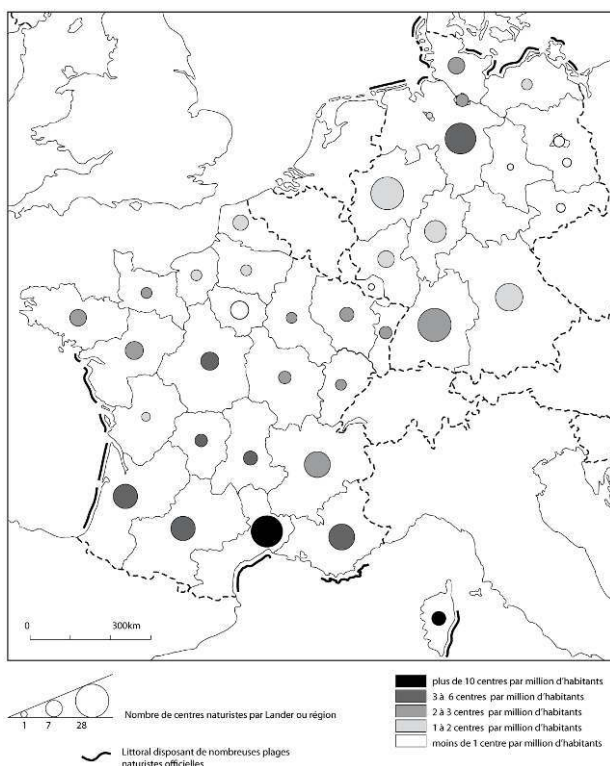 0 300km
plus de 10 centres par million d'habitants
3 à 6 centres par million d'habitants
2 à 3 centres par million d'habitants
1 à 2 centres par million d'habitants
moins de 1 centre par million d'habitants
Nombre de centres naturistes par Lander ou région
1 7 28
Littoral disposant de nombreuses plages
naturistes officielles